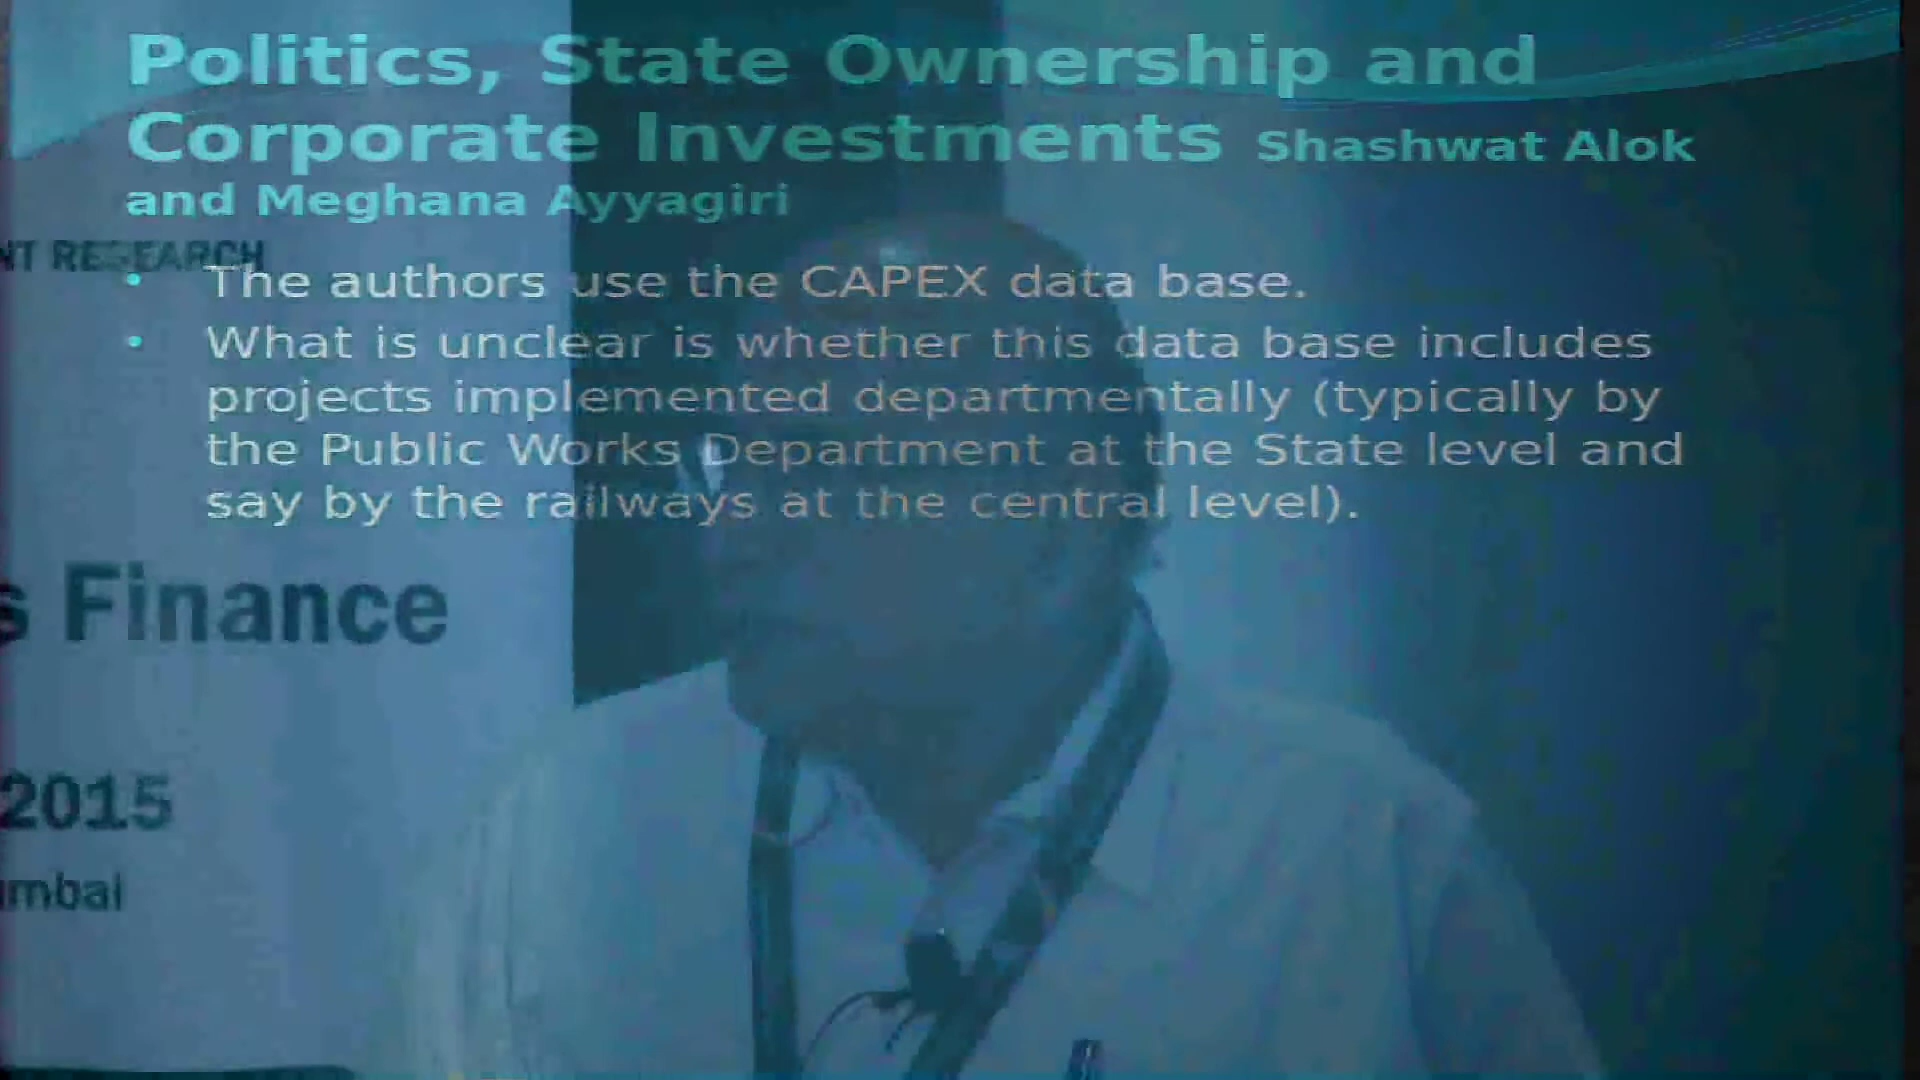 Politics, State Ownership and
Corporate Investments Shashwat Alok
and Meghana Ayyagiri
NT RESEARCH
• The authors use the CAPEX data base.
• What is unclear is whether this data base includes
projects implemented departmentally (typically by
the Public Works Department at the State level and
say by the railways at the central level).
s Finance
2015
mbai